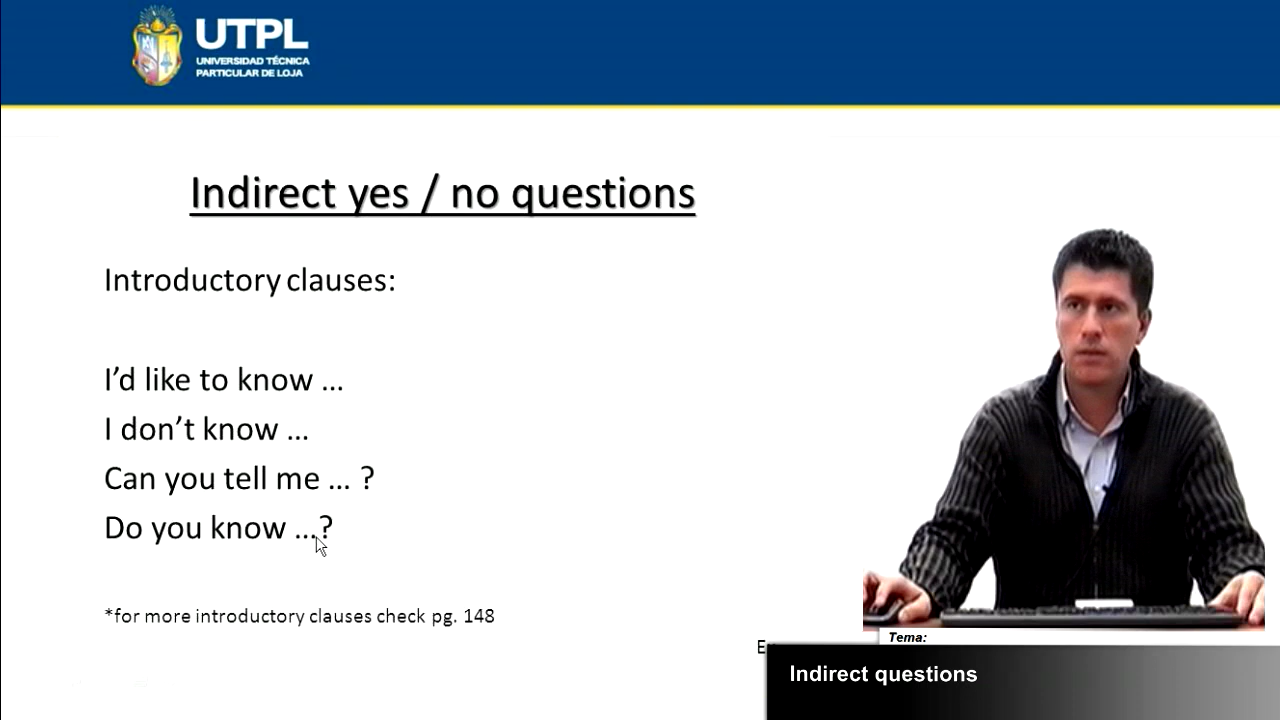 UTPL
UNIVERSIDAD TÉCNICA
PARTICULAR DE LOJA
Indirect yes / no questions
Introductory clauses:
I’d like to know …
I don’t know …
Can you tell me … ?
Do you know …?
*for more introductory clauses check pg. 148
Tema:
Indirect questions